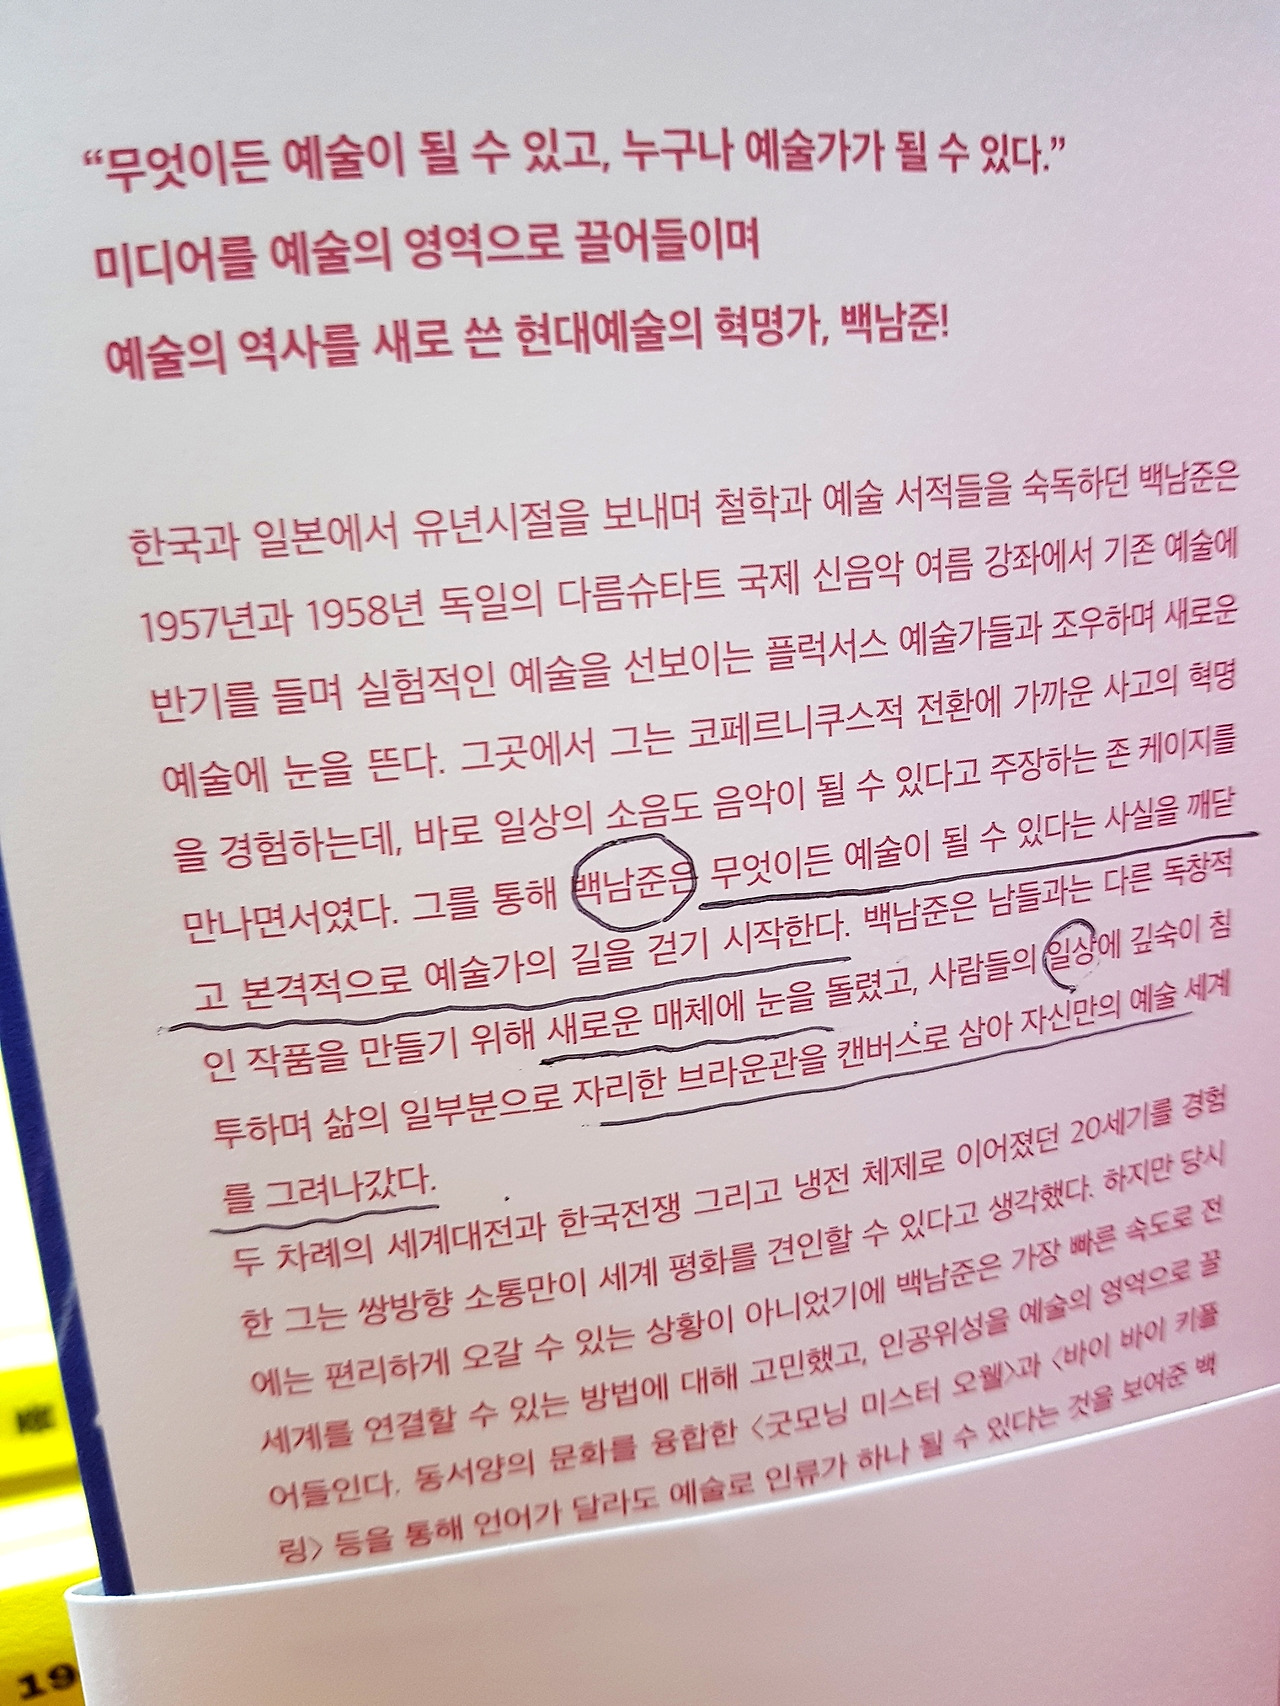 “무엇이든 예술이 될 수 있고, 누구나 예술가가 될 수 있다.”
미디어를 예술의 영역으로 끌어들이며
예술의 역사를 새로 쓴 현대예술의 혁명가, 백남준!
한국과 일본에서 유년시절을 보내며 철학과 예술 서적들을 숙독하던 백남준은
1957년과 1958년 독일의 다름슈타트 국제 신음악 여름 강좌에서 기존 예술에
반기를 들며 실험적인 예술을 선보이는 플럭서스 예술가들과 조우하며 새로운
예술에 눈을 뜬다. 그곳에서 그는 코페르니쿠스적 전환에 가까운 사고의 혁명
을 경험하는데, 바로 일상의 소음도 음악이 될 수 있다고 주장하는 존 케이지를
만나면서였다. 그를 통해 백남준은 무엇이든 예술이 될 수 있다는 사실을 깨닫
고 본격적으로 예술가의 길을 걷기 시작한다. 백남준은 남들과는 다른 독창적
인 작품을 만들기 위해 새로운 매체에 눈을 돌렸고, 사람들의 일상에 깊숙이 침
투하며 삶의 일부분으로 자리한 브라운관을 캔버스로 삼아 자신만의 예술 세계
를 그려나갔다.
두 차례의 세계대전과 한국전쟁 그리고 냉전 체제로 이어졌던 20세기를 경험
한 그는 쌍방향 소통만이 세계 평화를 견인할 수 있다고 생각했다. 하지만 당시
에는 편리하게 오갈 수 있는 상황이 아니었기에 백남준은 가장 빠른 속도로 전
세계를 연결할 수 있는 방법에 대해 고민했고, 인공위성을 예술의 영역으로 끌
어들인다. 동서양의 문화를 융합한 〈굿모닝 미스터 오웰〉과 〈바이 바이 키플
링〉 등을 통해 언어가 달라도 예술로 인류가 하나 될 수 있다는 것을 보여준 백
19